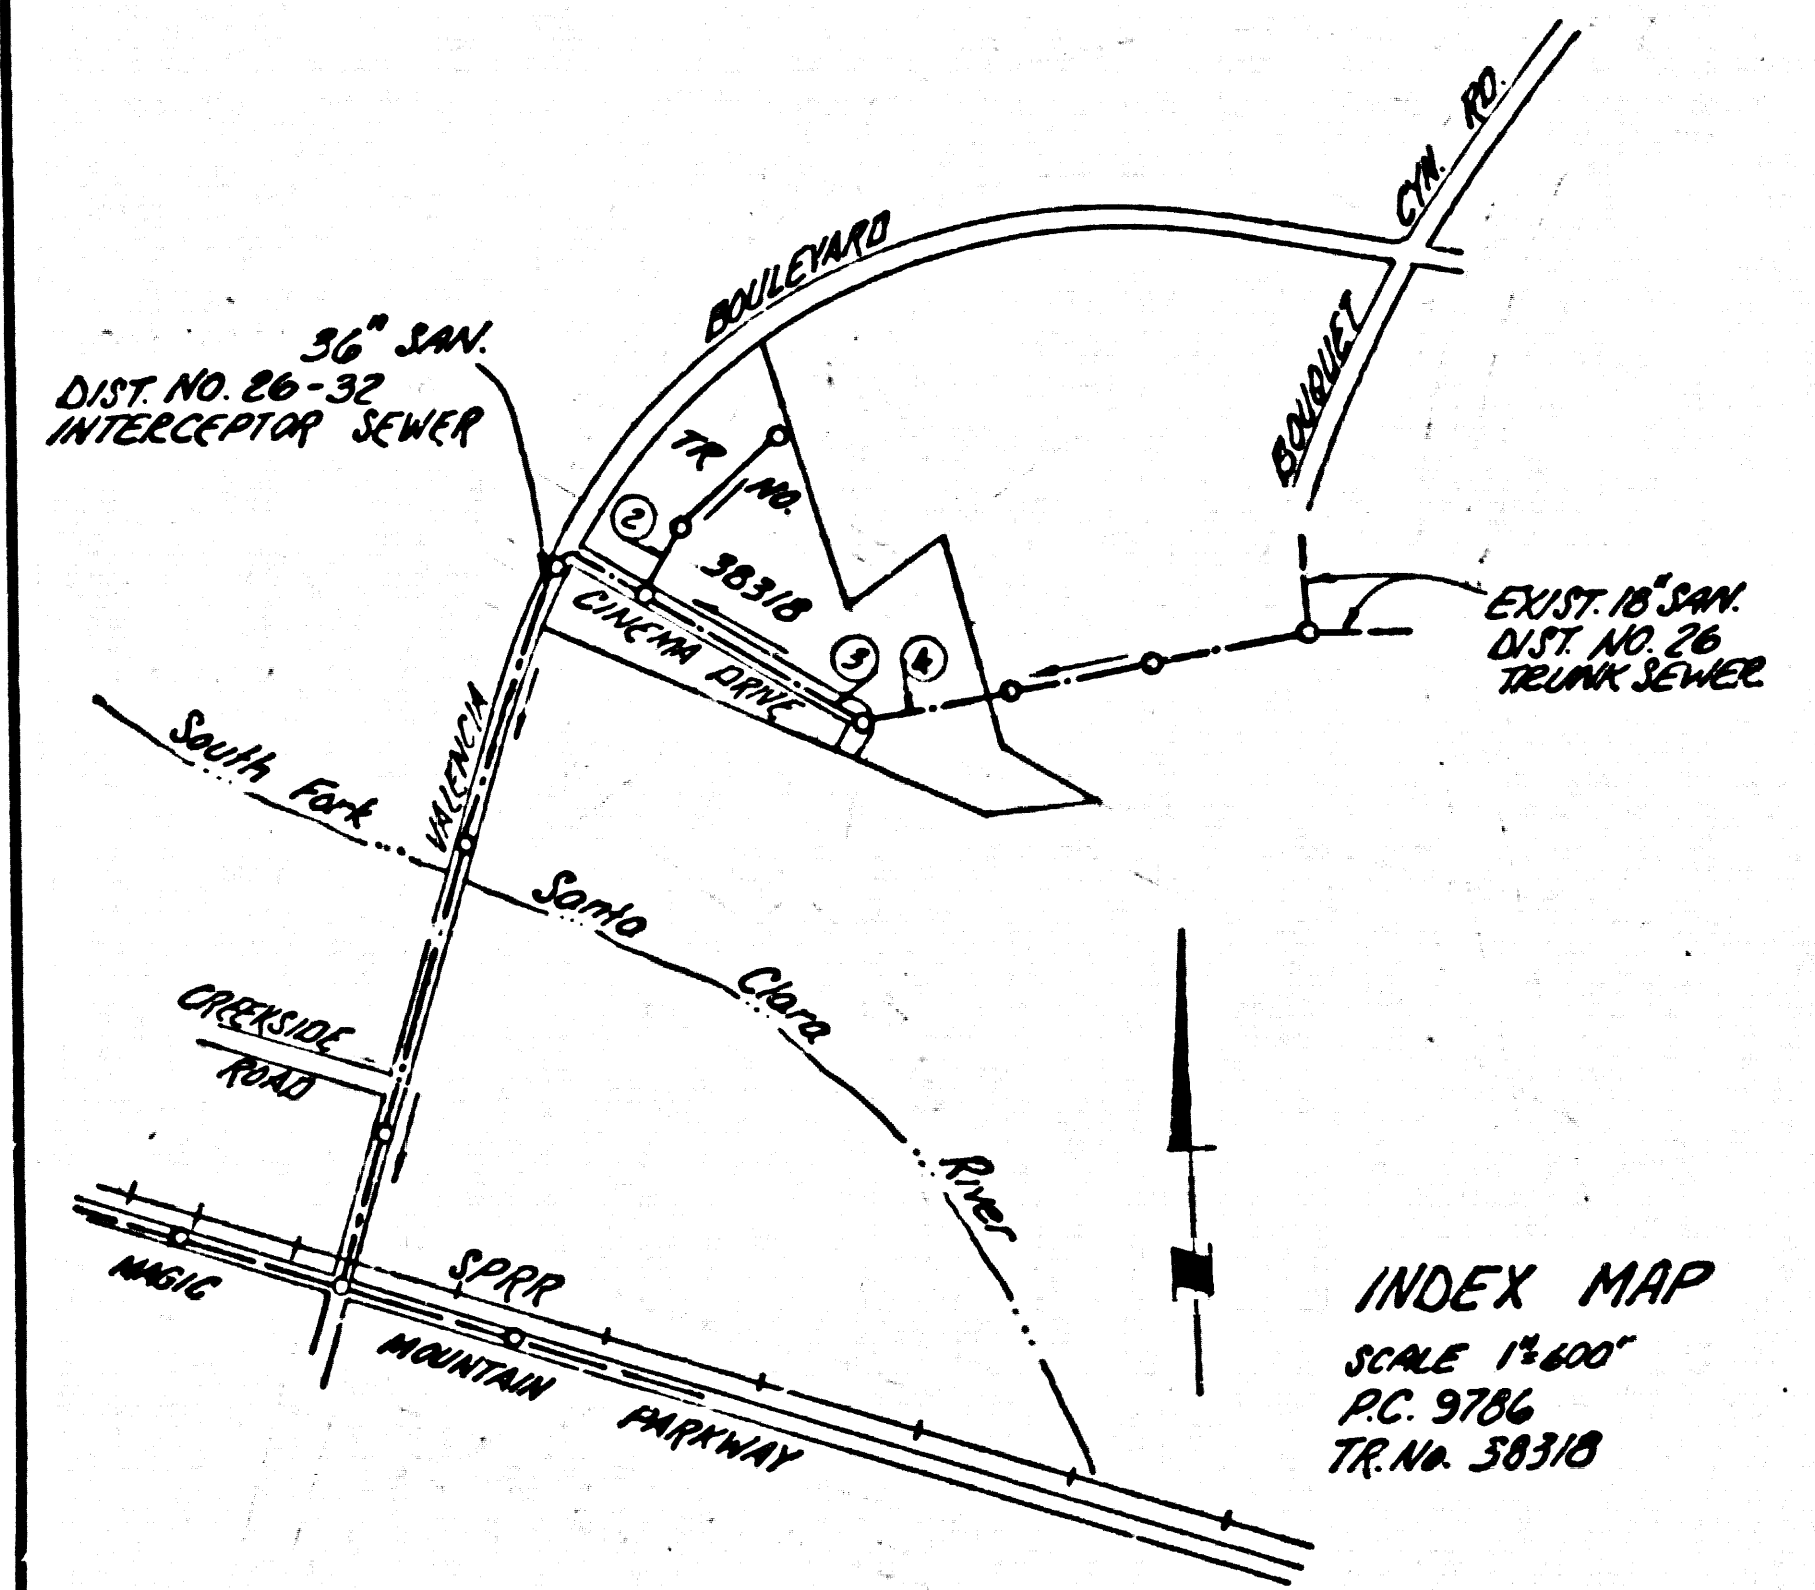 BOUQUET CYN. RD.
VALENCIA BOULEVARD
36" SAN.
DIST. NO. 26-32
INTERCEPTOR SEWER
TR NO.
38318
2
3
4
CINEMA DRIVE
EXIST. 18" SAN.
DIST. NO. 26
TRUNK SEWER
South Fork Santa Clara River
CREEKSIDE
ROAD
SPRR
MAGIC MOUNTAIN PARKWAY
INDEX MAP
SCALE 1"=600'
P.C. 9786
TR. No. 38318